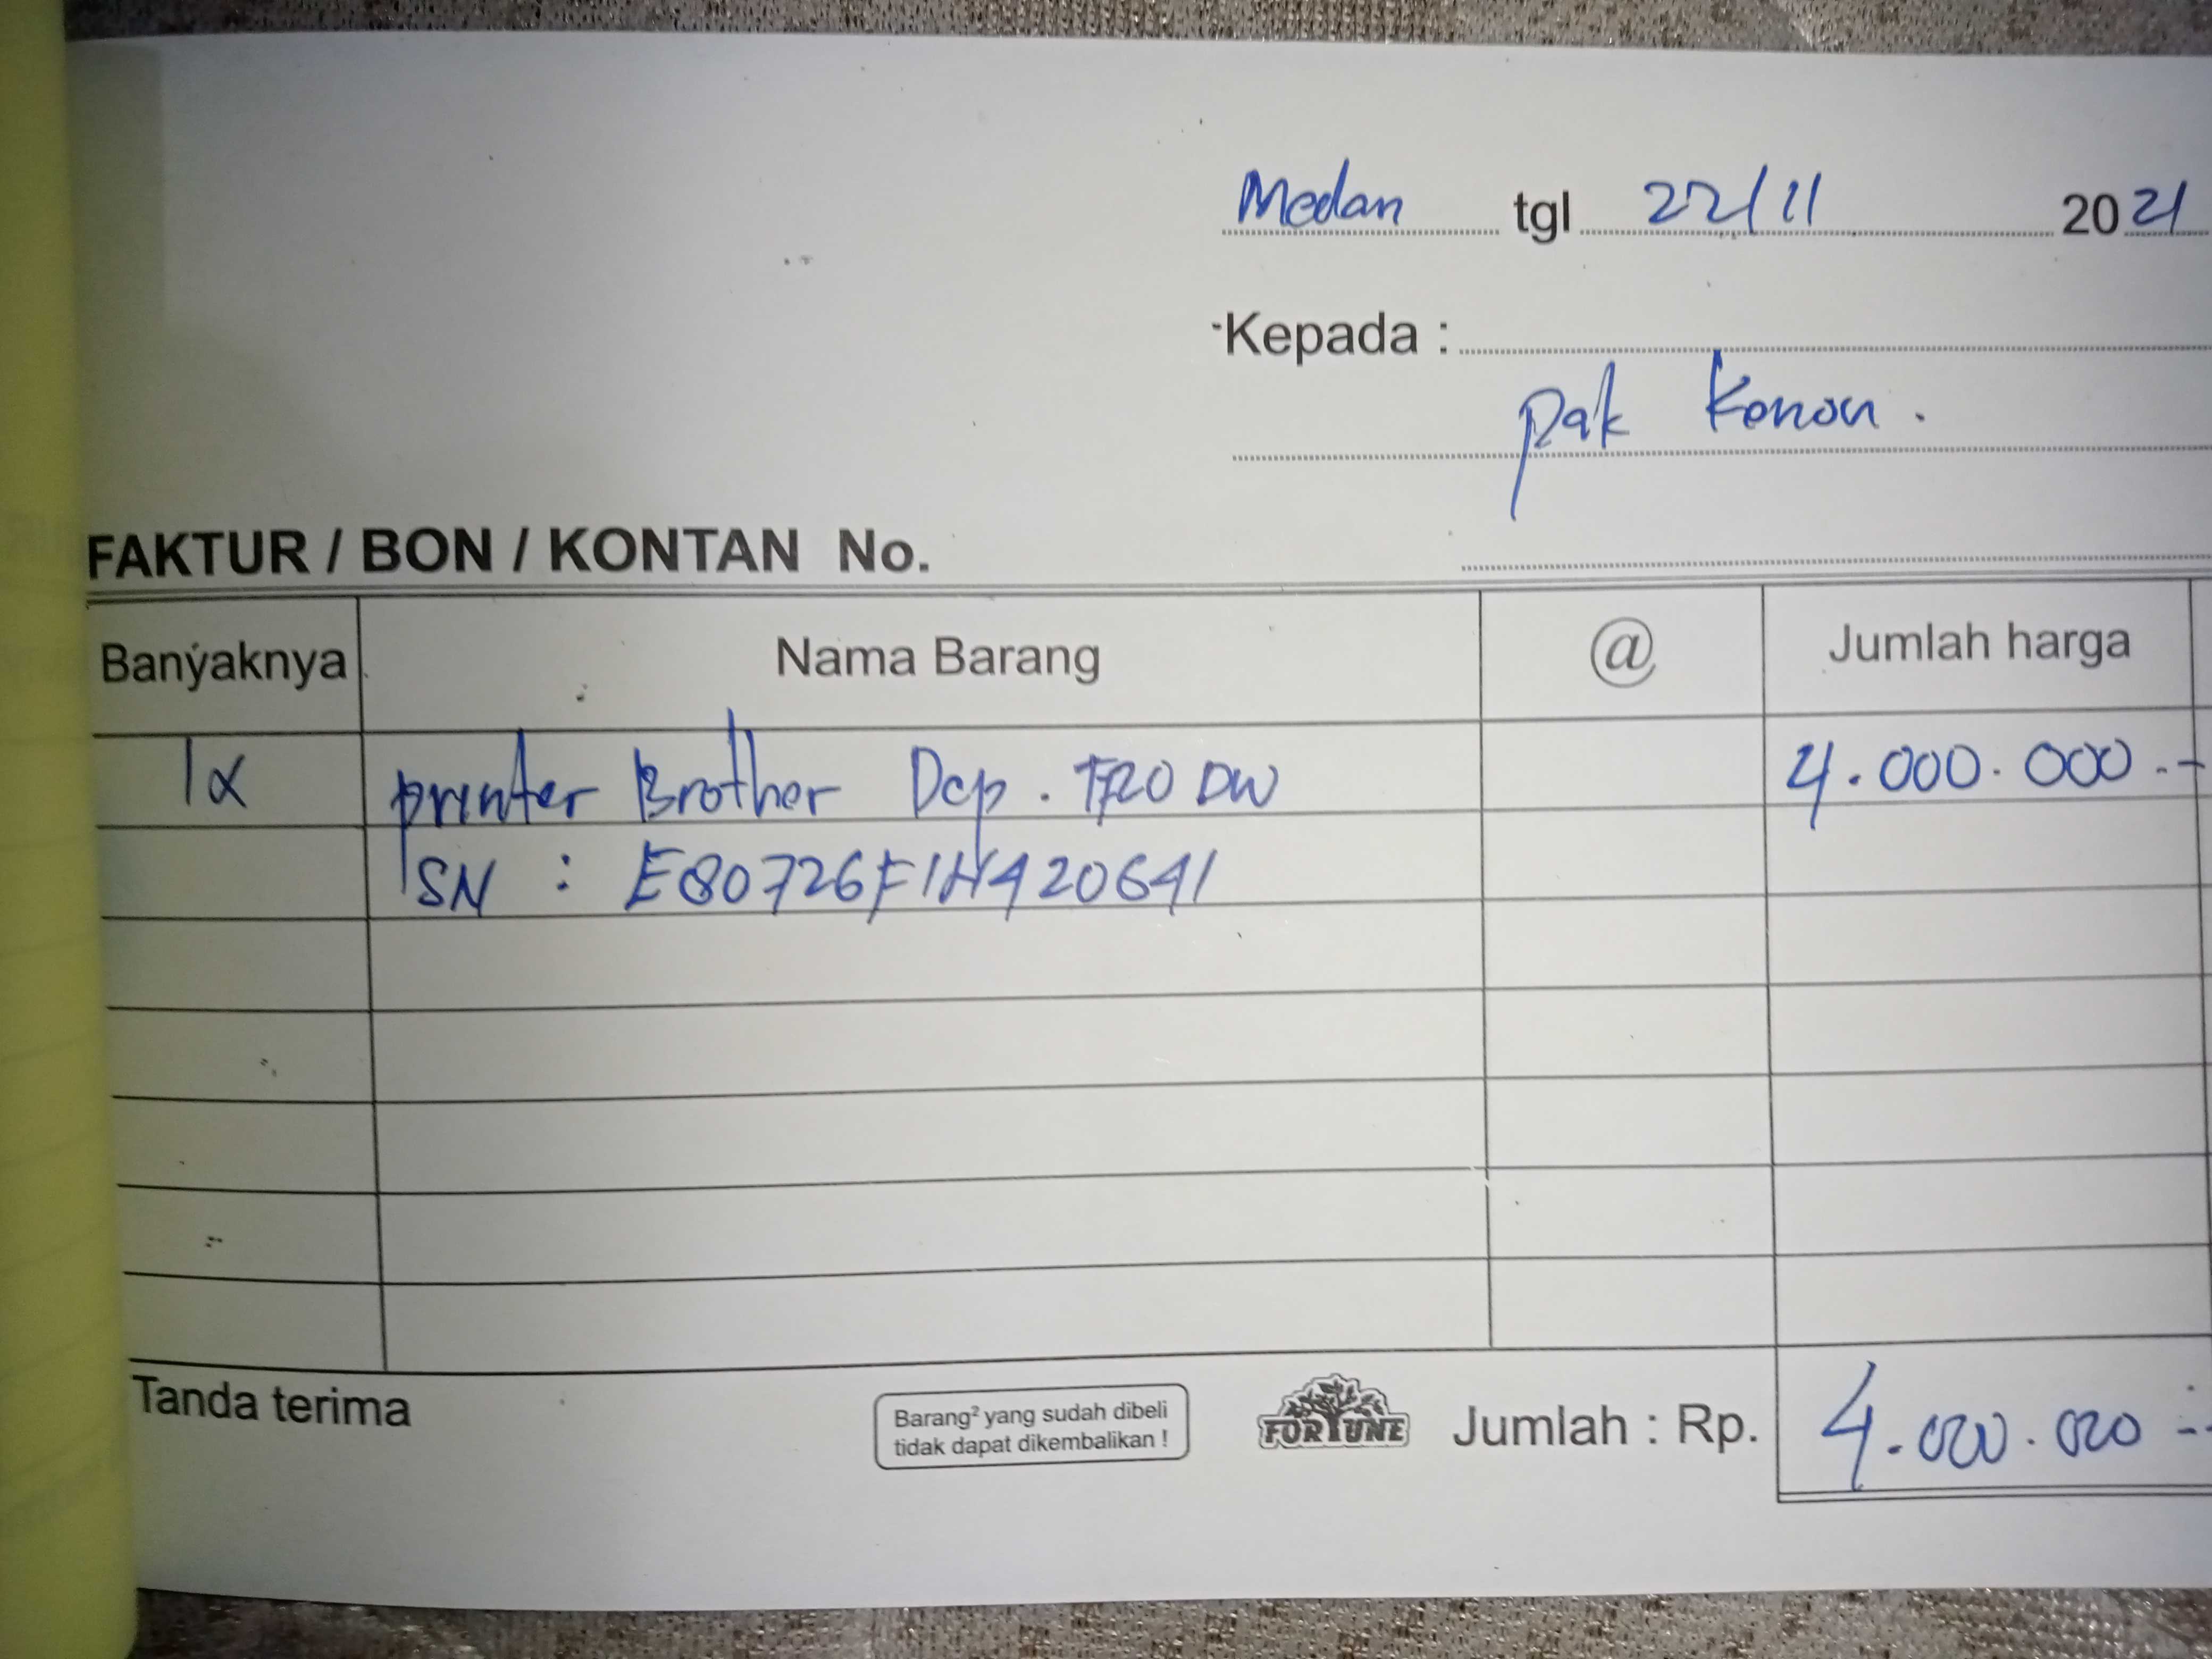 Medan tgl 22/11 2021
Kepada :
Pak Kenon.
FAKTUR / BON / KONTAN No.
Banyaknya Nama Barang @ Jumlah harga
1x printer Brother Dcp. T720 DW 4.000.000.-
SN : E80726F1H420641
Tanda terima
Barang² yang sudah dibeli
tidak dapat dikembalikan !
FORTUNE
Jumlah : Rp. 4.000.000.-